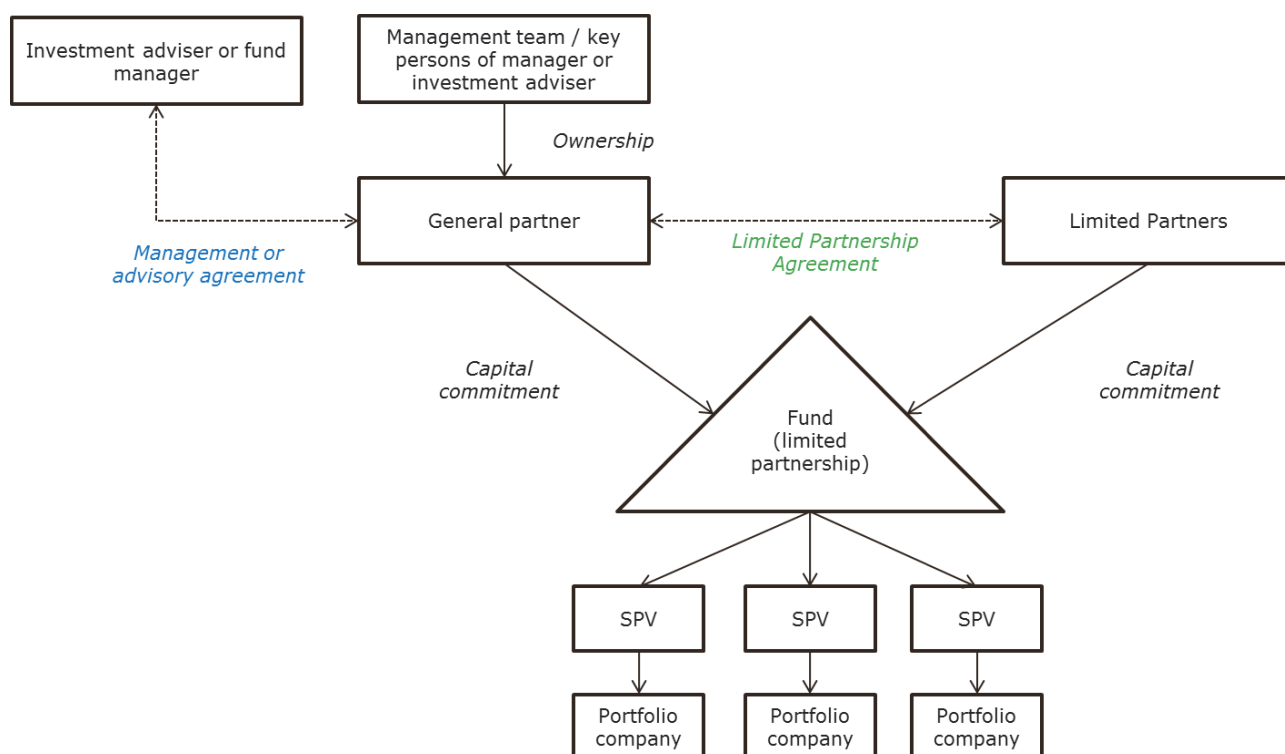 Investment adviser or fund
manager
Management team / key
persons of manager or
investment adviser
Ownership
General partner
Limited Partners
Management or
advisory agreement
Limited Partnership
Agreement
Capital
commitment
Capital
commitment
Fund
(limited
partnership)
SPV
SPV
SPV
Portfolio
company
Portfolio
company
Portfolio
company